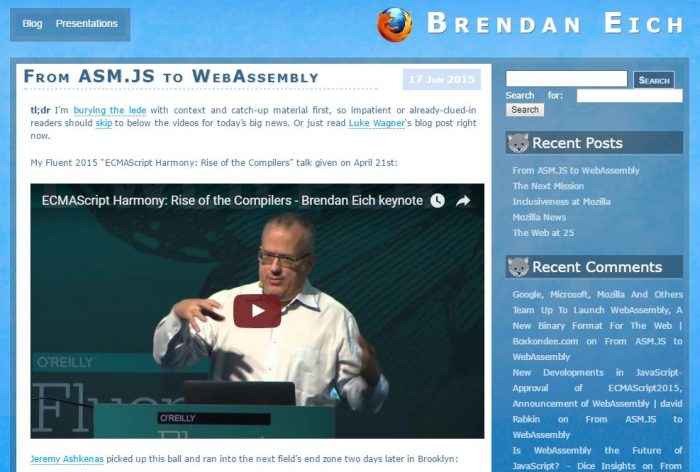 Blog Presentations
Brendan Eich
From ASM.JS to WebAssembly
17 Jun 2015
tl;dr I'm burying the lede with context and catch-up material first, so impatient or already-clued-in
readers should skip to below the videos for today's big news. Or just read Luke Wagner's blog post right
now.
My Fluent 2015 "ECMAScript Harmony: Rise of the Compilers" talk given on April 21st:
ECMAScript Harmony: Rise of the Compilers - Brendan Eich keynote
O'REILLY
Fluent
O'REILLY
Fluen
Jeremy Ashkenas picked up this ball and ran into the next field's end zone two days later in Brooklyn:
Search
Search for:
Search
Recent Posts
From ASM.JS to WebAssembly
The Next Mission
Inclusiveness at Mozilla
Mozilla News
The Web at 25
Recent Comments
Google, Microsoft, Mozilla And Others
Team Up To Launch WebAssembly, A
New Binary Format For The Web |
Boxkondee.com on From ASM.JS to
WebAssembly
New Developments in JavaScript-
Approval of ECMAScript2015,
Announcement of WebAssembly | david
Rabkin on From ASM.JS to
WebAssembly
Is WebAssembly the Future of
JavaScript? – Dice Insights on From